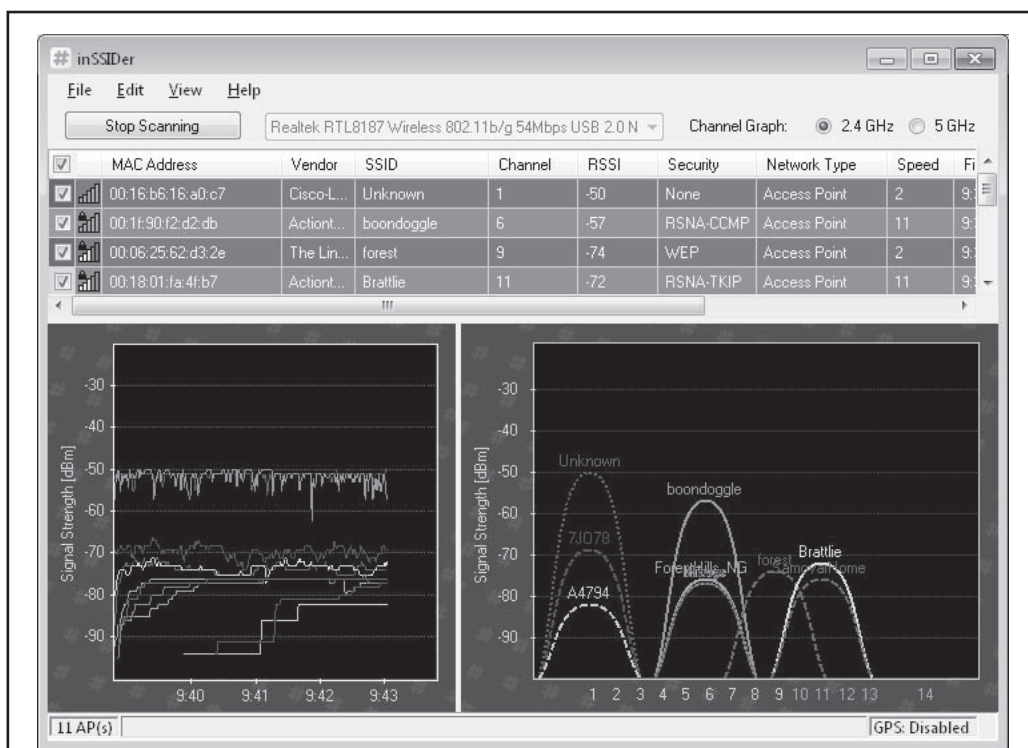 inSSIDer
File Edit View Help
Stop Scanning Realtek RTL8187 Wireless 802.11b/g 54Mbps USB 2.0 N Channel Graph: 2.4 GHz 5 GHz
MAC Address Vendor SSID Channel RSSI Security Network Type Speed Fi
00:16:b6:16:a0:c7 Cisco-L... Unknown 1 -50 None Access Point 2 9:
00:1f:90:f2:d2:db Actiont... boondoggle 6 -57 RSNA-CCMP Access Point 11 9:
00:06:25:62:d3:2e The Lin... forest 9 -74 WEP Access Point 2 9:
00:18:01:fa:4f:b7 Actiont... Brattlie 11 -72 RSNA-TKIP Access Point 11 9:
Signal Strength [dBm]
-30
-40
-50
-60
-70
-80
-90
9:40 9:41 9:42 9:43
Signal Strength [dBm]
-30
-40
-50
-60
-70
-80
-90
Unknown
boondoggle
7JO78
Brattlie
forest
A4794
1 2 3 4 5 6 7 8 9 10 11 12 13 14
11 AP(s) GPS: Disabled